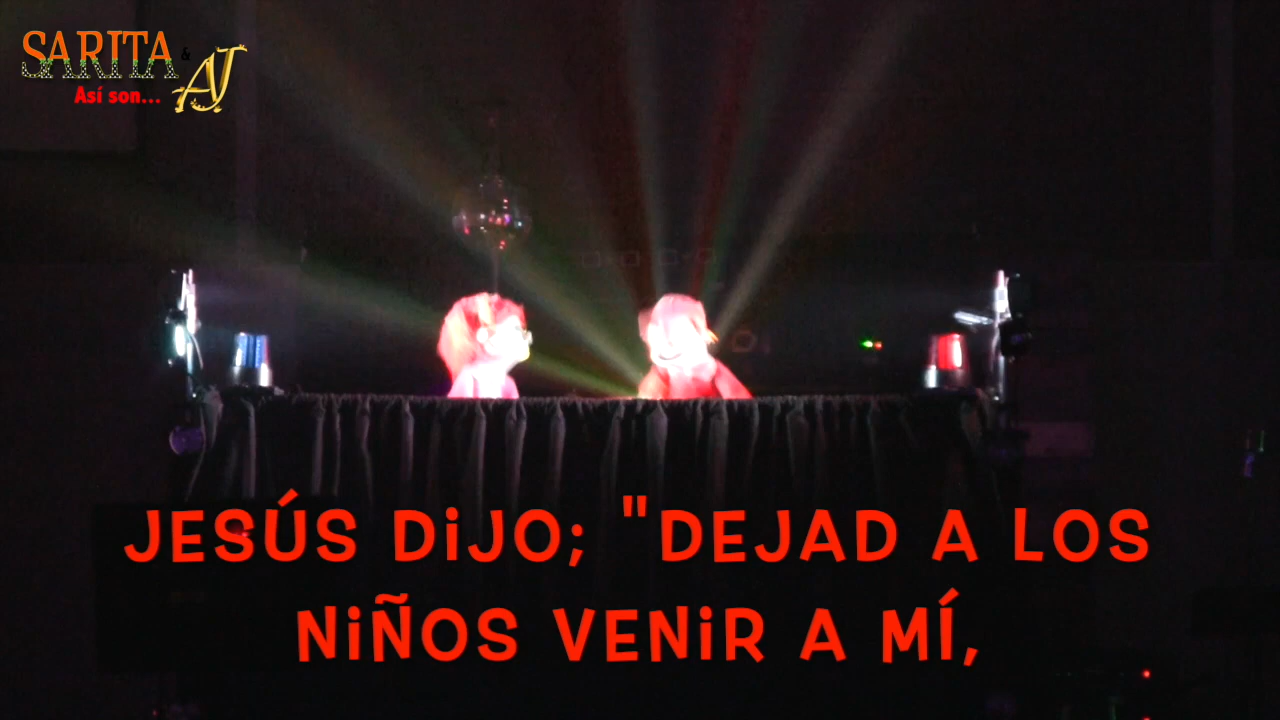 SARITA & AJ
Así son...
JESÚS DiJO; "DEJAD A LOS
NiÑOS VENiR A MÍ,